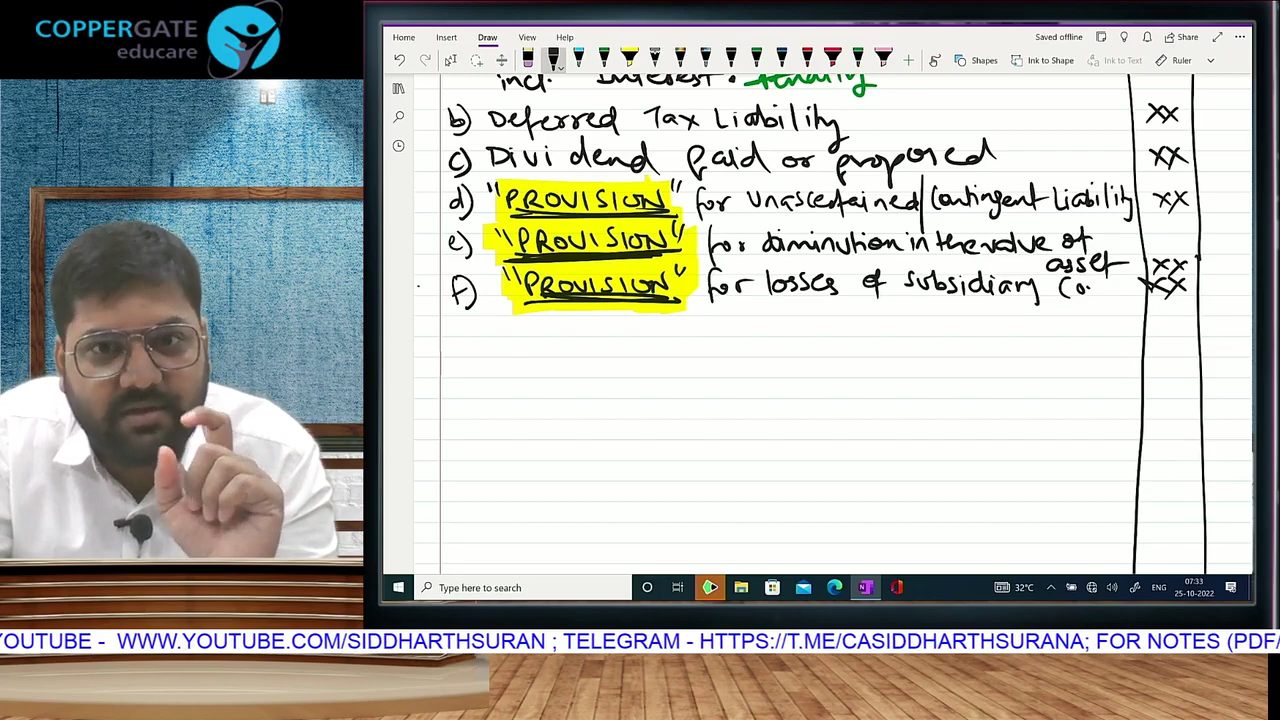 COPPERGATE
educare
Home Insert Draw View Help
Saved offline
Share
Shapes
Ink to Shape
Ink to Text
Ruler
incl. Interest. Penalty
b) Deferred Tax Liability XX
c) Dividend paid or proposed XX
d) "PROVISION" for unascertained/Contingent Liability XX
e) "PROVISION" for diminution in the value of
asset XX
f) "PROVISION" for losses of subsidiary Co. XX
Type here to search
32°C
ENG
07:33
25-10-2022
YOUTUBE - WWW.YOUTUBE.COM/SIDDHARTHSURAN ; TELEGRAM - HTTPS://T.ME/CASIDDHARTHSURANA; FOR NOTES (PDF/